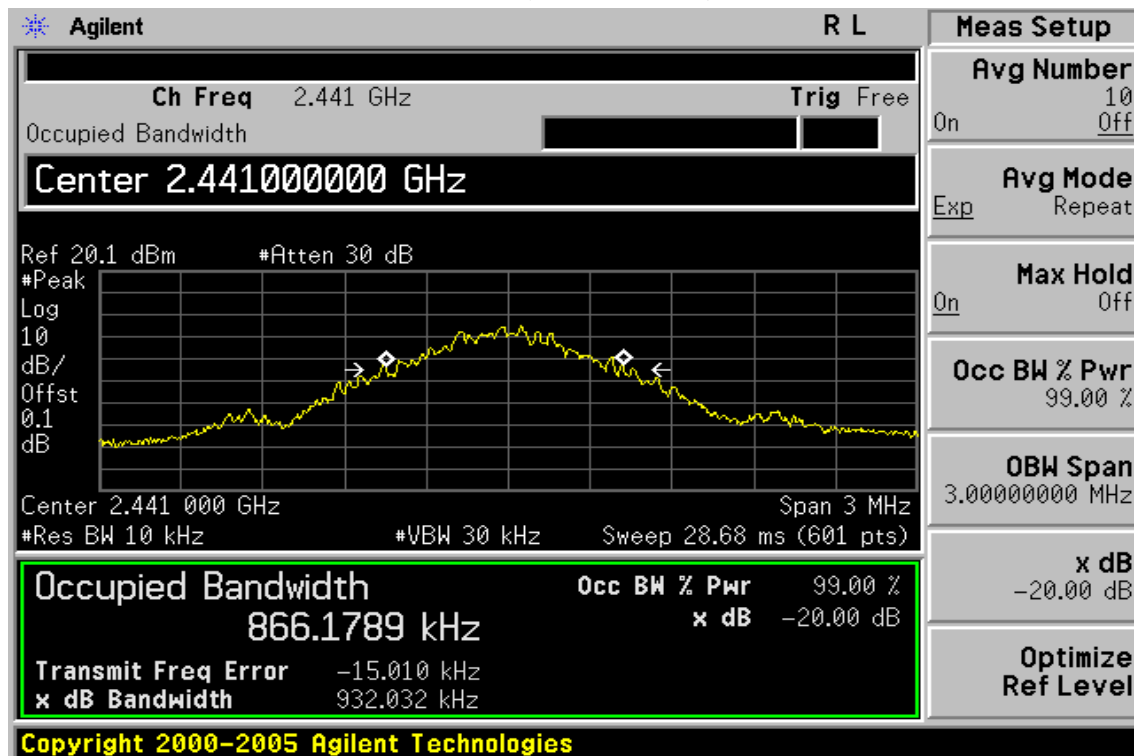 Agilent R L
Ch Freq 2.441 GHz Trig Free
Occupied Bandwidth
Center 2.441000000 GHz
Ref 20.1 dBm #Atten 30 dB
#Peak
Log
10
dB/
Offst
0.1
dB
Center 2.441 000 GHz Span 3 MHz
#Res BW 10 kHz #VBW 30 kHz Sweep 28.68 ms (601 pts)
Occupied Bandwidth Occ BW % Pwr 99.00 %
866.1789 kHz x dB -20.00 dB
Transmit Freq Error -15.010 kHz
x dB Bandwidth 932.032 kHz
Copyright 2000-2005 Agilent Technologies
Meas Setup
Avg Number
10
On Off
Avg Mode
Exp Repeat
Max Hold
On Off
Occ BW % Pwr
99.00 %
OBW Span
3.00000000 MHz
x dB
-20.00 dB
Optimize
Ref Level